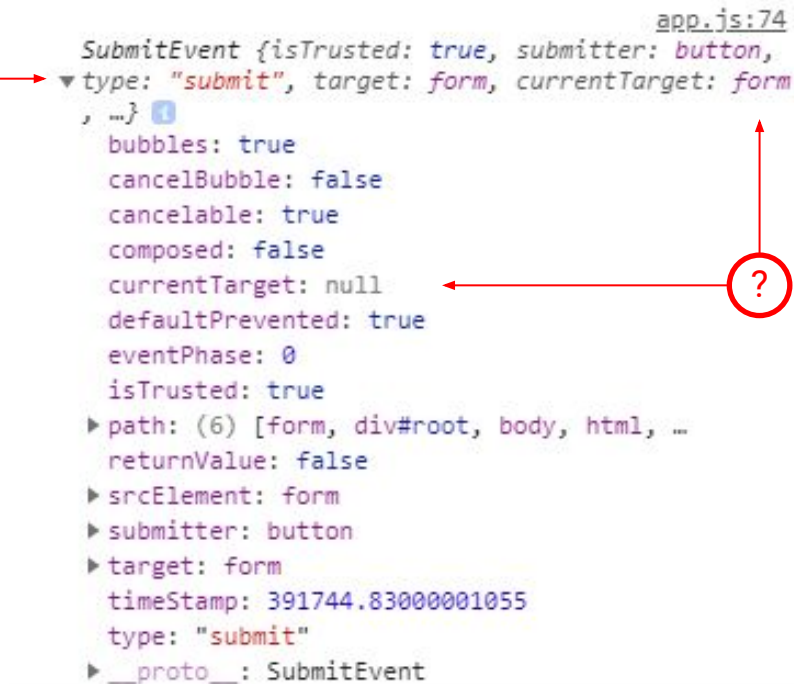 app.js:74
SubmitEvent {isTrusted: true, submitter: button,
▼type: "submit", target: form, currentTarget: form
, …} i
bubbles: true
cancelBubble: false
cancelable: true
composed: false
currentTarget: null
?
defaultPrevented: true
eventPhase: 0
isTrusted: true
▶path: (6) [form, div#root, body, html, …
returnValue: false
▶srcElement: form
▶submitter: button
▶target: form
timeStamp: 391744.83000001055
type: "submit"
▶__proto__: SubmitEvent